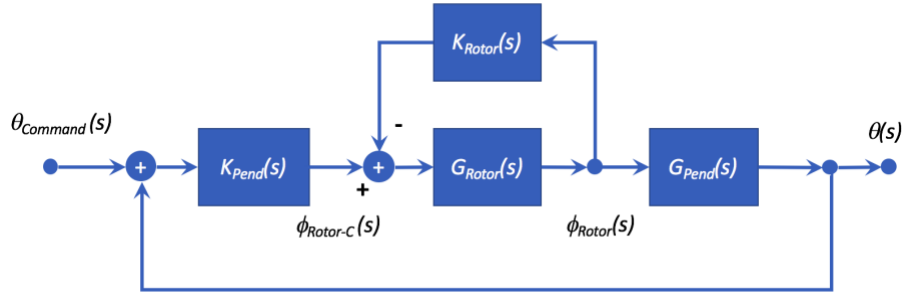 K_Rotor(s)
θ_Command(s)
-
θ(s)
+
K_Pend(s)
+
G_Rotor(s)
G_Pend(s)
+
ϕ_Rotor-C(s)
ϕ_Rotor(s)